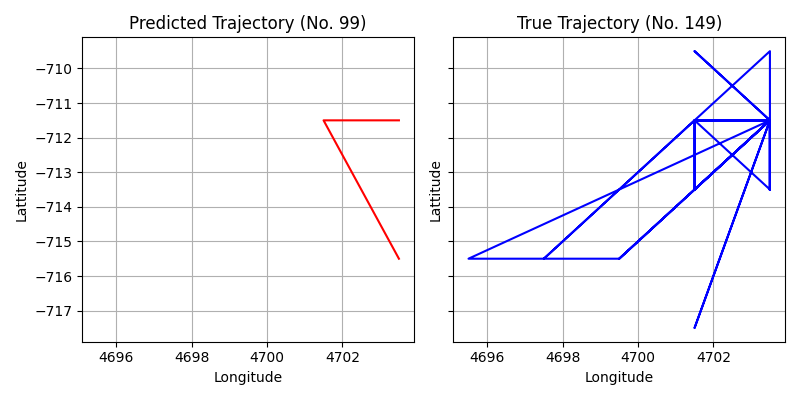 Predicted Trajectory (No. 99)
True Trajectory (No. 149)
−710
−711
−712
−713
−714
−715
−716
−717
Lattitude
Lattitude
4696 4698 4700 4702
4696 4698 4700 4702
Longitude
Longitude